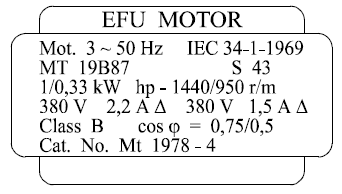 EFU MOTOR
Mot. 3 ~ 50 Hz IEC 34-1-1969
MT 19B87 S 43
1/0,33 kW hp - 1440/950 r/m
380 V 2,2 A Δ 380 V 1,5 A Δ
Class B cos φ = 0,75/0,5
Cat. No. Mt 1978 - 4